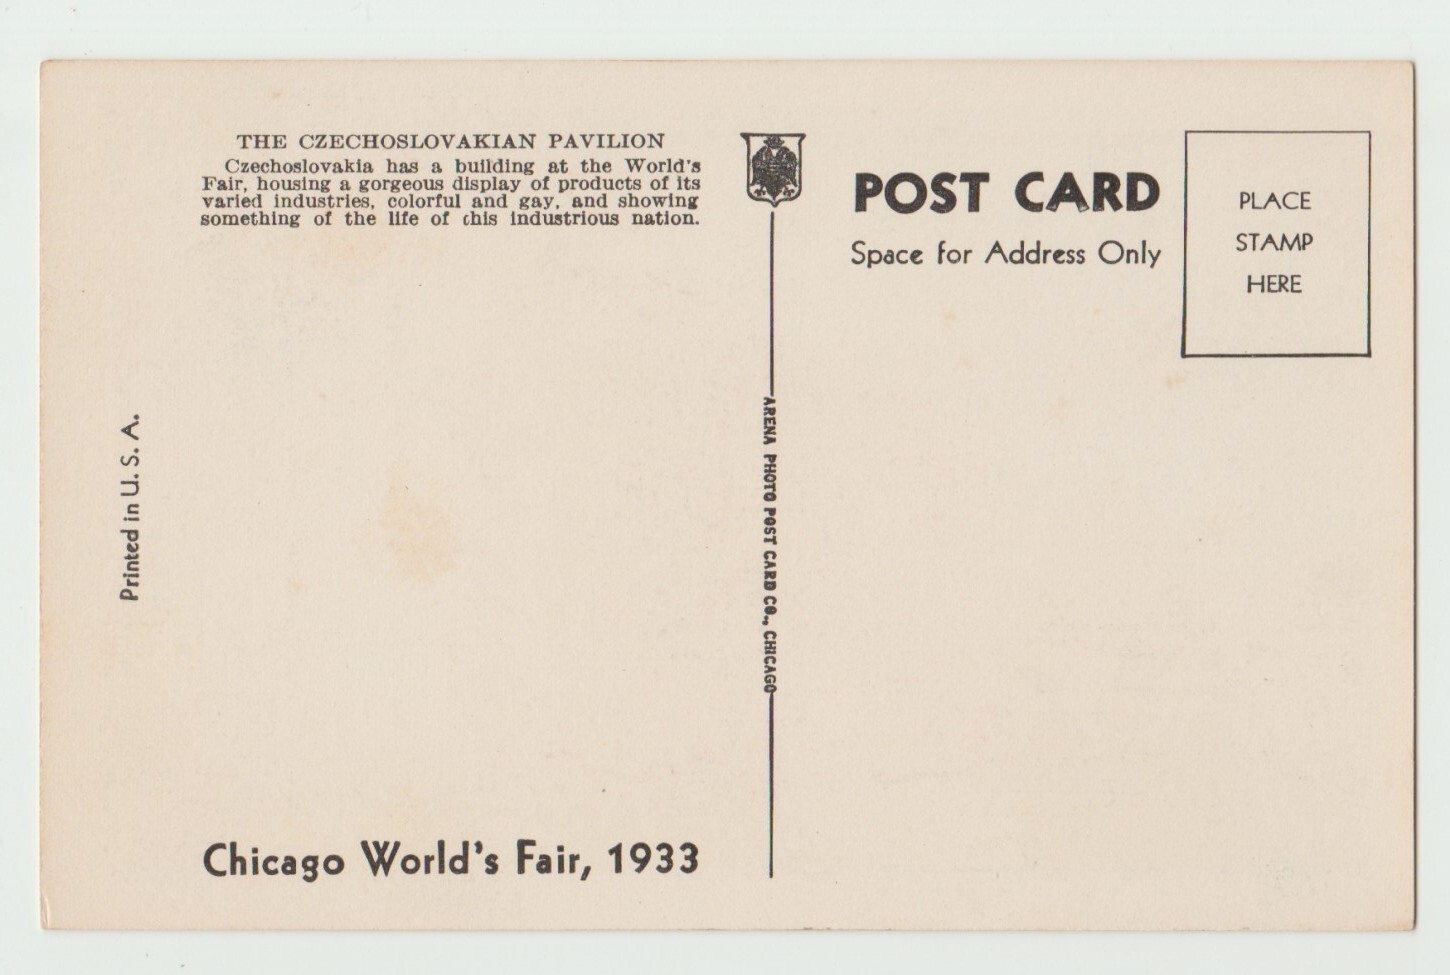 THE CZECHOSLOVAKIAN PAVILION
Czechoslovakia has a building at the World's
Fair, housing a gorgeous display of products of its
varied industries, colorful and gay, and showing
something of the life of this industrious nation.
Printed in U. S. A.
Chicago World's Fair, 1933
ARENA PHOTO POST CARD CO., CHICAGO
POST CARD
Space for Address Only
PLACE
STAMP
HERE